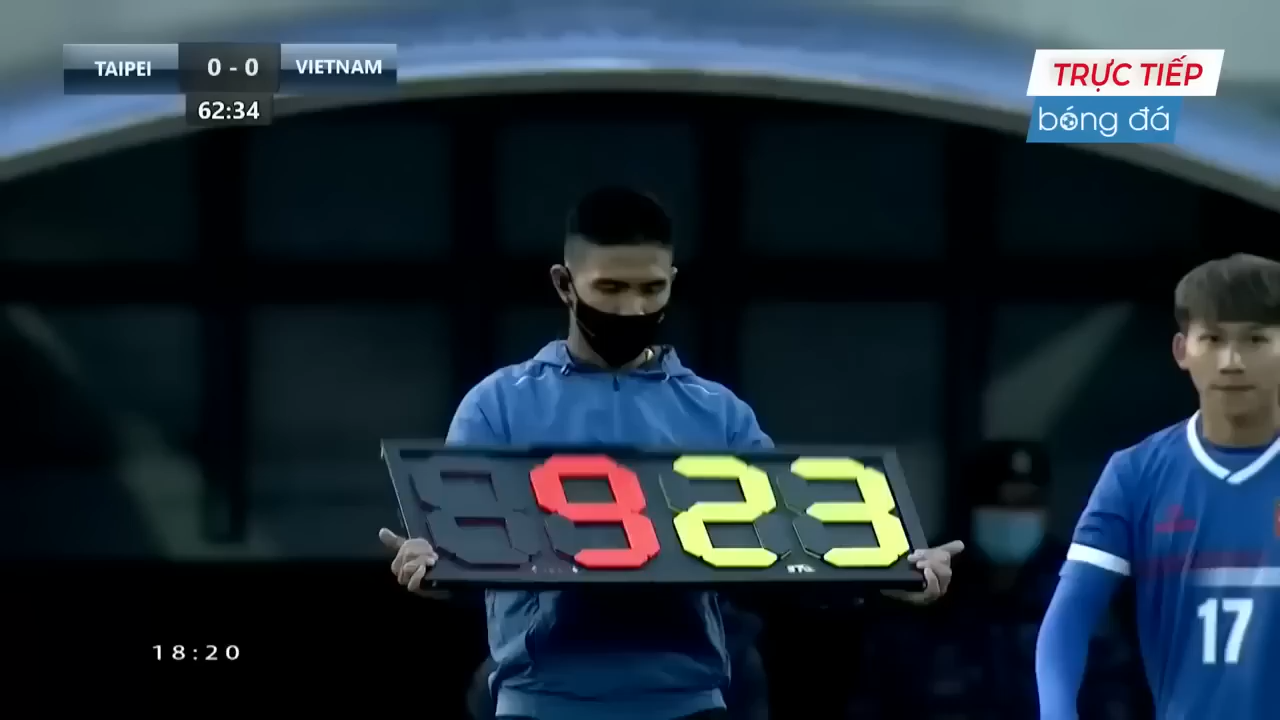 TAIPEI 0 - 0 VIETNAM
62:34
TRỰC TIẾP
bóng đá
9 23
17
18:20